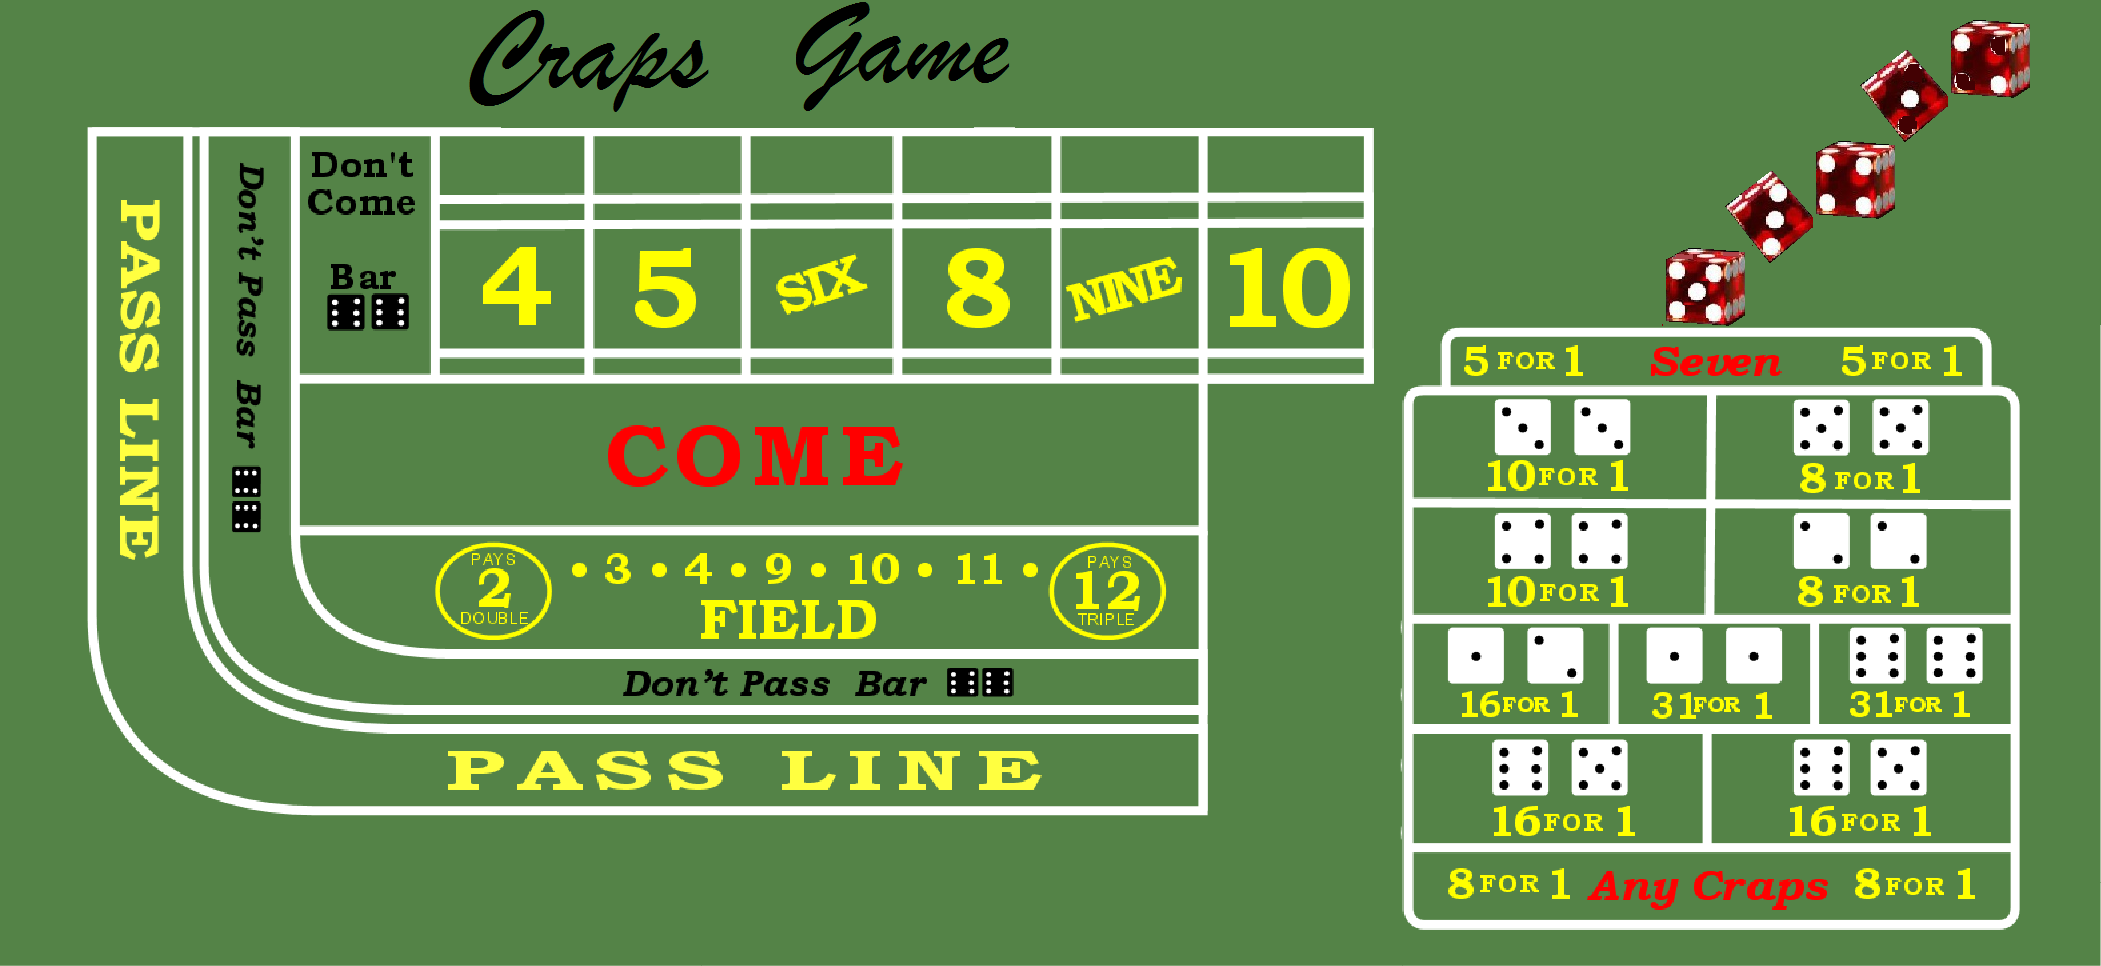 Craps Game
PASS LINE
Don't Pass Bar
Don't
Come
Bar
4 5 SIX 8 NINE 10
COME
PAYS
2
DOUBLE
• 3 • 4 • 9 • 10 • 11 •
FIELD
PAYS
12
TRIPLE
Don't Pass Bar
PASS LINE
5 FOR 1 Seven 5 FOR 1
10 FOR 1 8 FOR 1
10 FOR 1 8 FOR 1
16 FOR 1 31 FOR 1 31 FOR 1
16 FOR 1 16 FOR 1
8 FOR 1 Any Craps 8 FOR 1